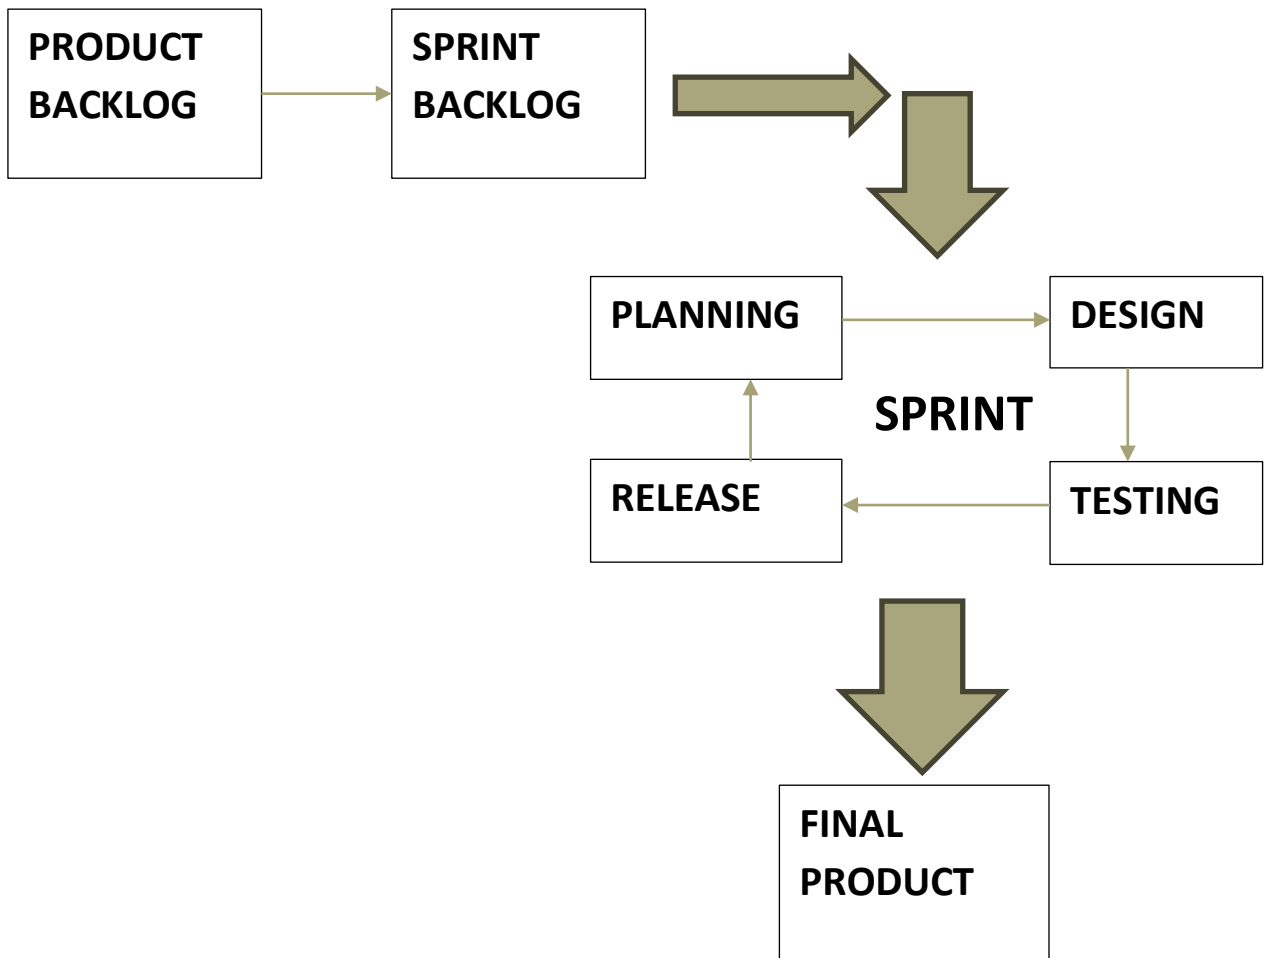 PRODUCT
BACKLOG
SPRINT
BACKLOG
PLANNING
DESIGN
SPRINT
RELEASE
TESTING
FINAL
PRODUCT